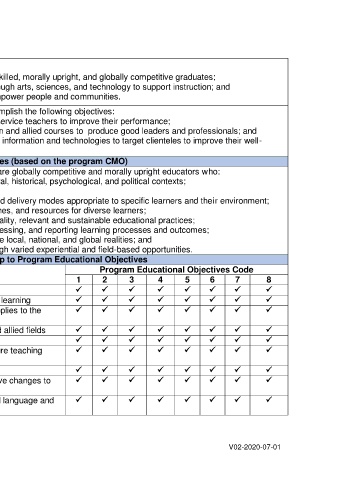 killed, morally upright, and globally competitive graduates;
ugh arts, sciences, and technology to support instruction; and
power people and communities.
mplish the following objectives:
service teachers to improve their performance;
n and allied courses to  produce good leaders and professionals; and
information and technologies to target clienteles to improve their well-
es (based on the program CMO)
are globally competitive and morally upright educators who:
al, historical, psychological, and political contexts;
d delivery modes appropriate to specific learners and their environment;
nes, and resources for diverse learners;
ality, relevant and sustainable educational practices;
essing, and reporting learning processes and outcomes;
e local, national, and global realities; and
gh varied experiential and field-based opportunities.
p to Program Educational Objectives
Program Educational Objectives Code
1 2 3 4 5 6 7 8
✓ ✓ ✓ ✓ ✓ ✓ ✓ ✓
learning ✓ ✓ ✓ ✓ ✓ ✓ ✓ ✓
plies to the ✓ ✓ ✓ ✓ ✓ ✓ ✓ ✓
d allied fields ✓ ✓ ✓ ✓ ✓ ✓ ✓ ✓
✓ ✓ ✓ ✓ ✓ ✓ ✓ ✓
re teaching ✓ ✓ ✓ ✓ ✓ ✓ ✓ ✓
✓ ✓ ✓ ✓ ✓ ✓ ✓ ✓
ve changes to ✓ ✓ ✓ ✓ ✓ ✓ ✓ ✓
l language and ✓ ✓ ✓ ✓ ✓ ✓ ✓ ✓
V02-2020-07-01